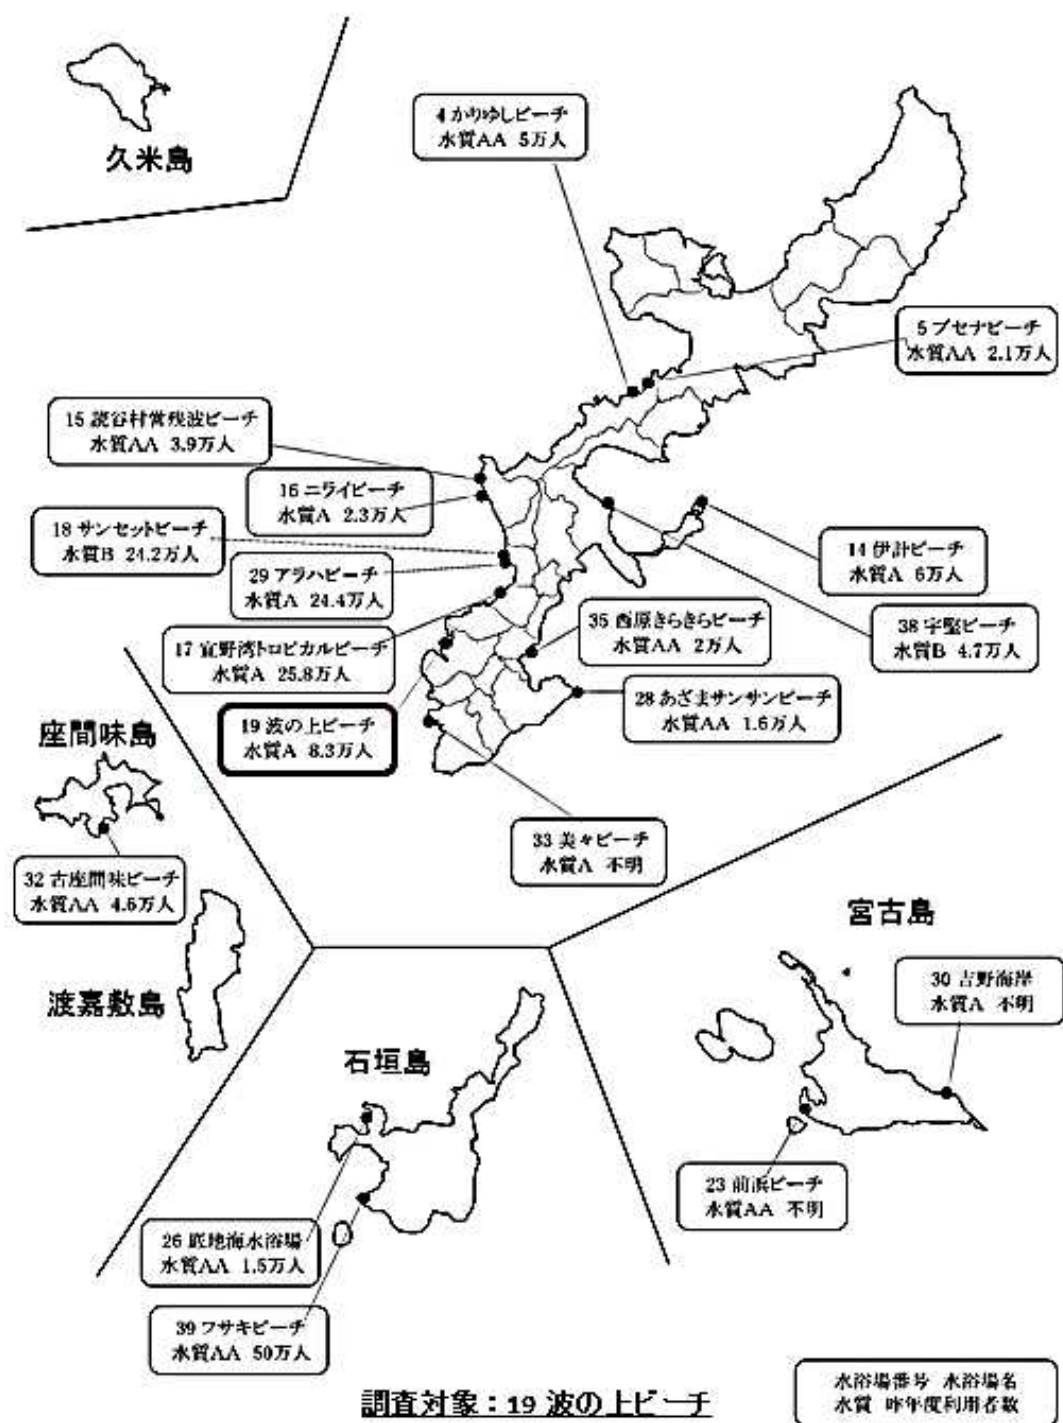 久米島
4 かりゆしビーチ
水質AA 5万人
5 ブセナビーチ
水質AA 2.1万人
15 読谷村営残波ビーチ
水質AA 3.9万人
16 ニライビーチ
水質A 2.3万人
18 サンセットビーチ
水質B 24.2万人
29 アラハビーチ
水質A 24.4万人
14 伊計ビーチ
水質A 6万人
17 宜野湾トロピカルビーチ
水質A 25.8万人
35 西原きらきらビーチ
水質AA 2万人
38 宇堅ビーチ
水質B 4.7万人
28 あざまサンサンビーチ
水質AA 1.6万人
19 波の上ビーチ
水質A 8.3万人
座間味島
33 美々ビーチ
水質A 不明
32 古座間味ビーチ
水質AA 4.6万人
渡嘉敷島
宮古島
30 吉野海岸
水質A 不明
石垣島
23 前浜ビーチ
水質AA 不明
26 底地海水浴場
水質AA 1.5万人
39 フサキビーチ
水質AA 50万人
調査対象：19 波の上ビーチ
水浴場番号 水浴場名
水質 昨年度利用者数